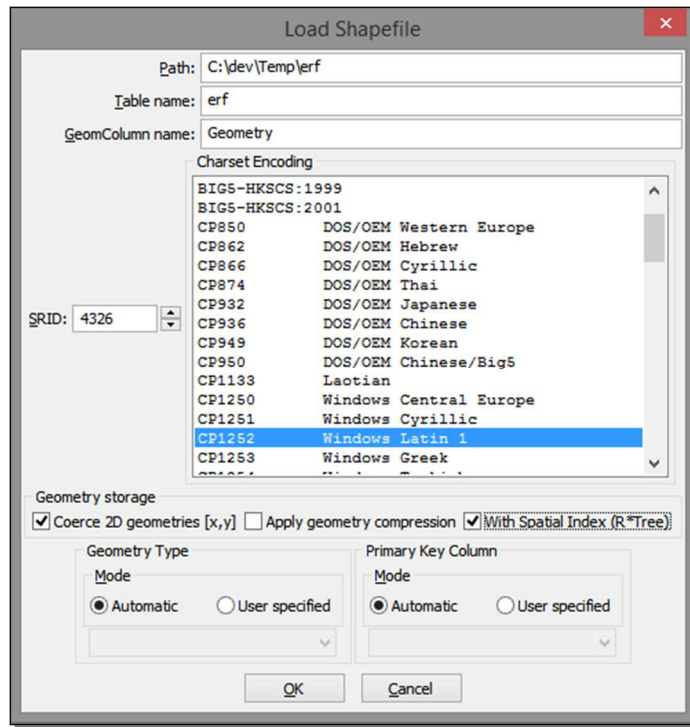 Load Shapefile
Path: C:\dev\Temp\erf
Table name: erf
GeomColumn name: Geometry
Charset Encoding
BIG5-HKSCS:1999
BIG5-HKSCS:2001
CP850 DOS/OEM Western Europe
CP862 DOS/OEM Hebrew
CP866 DOS/OEM Cyrillic
CP874 DOS/OEM Thai
CP932 DOS/OEM Japanese
CP936 DOS/OEM Chinese
CP949 DOS/OEM Korean
CP950 DOS/OEM Chinese/Big5
CP1133 Laotian
CP1250 Windows Central Europe
CP1251 Windows Cyrillic
CP1252 Windows Latin 1
CP1253 Windows Greek
SRID: 4326
Geometry storage
Coerce 2D geometries [x,y] Apply geometry compression With Spatial Index (R*Tree)
Geometry Type
Mode
Automatic User specified
Primary Key Column
Mode
Automatic User specified
OK Cancel